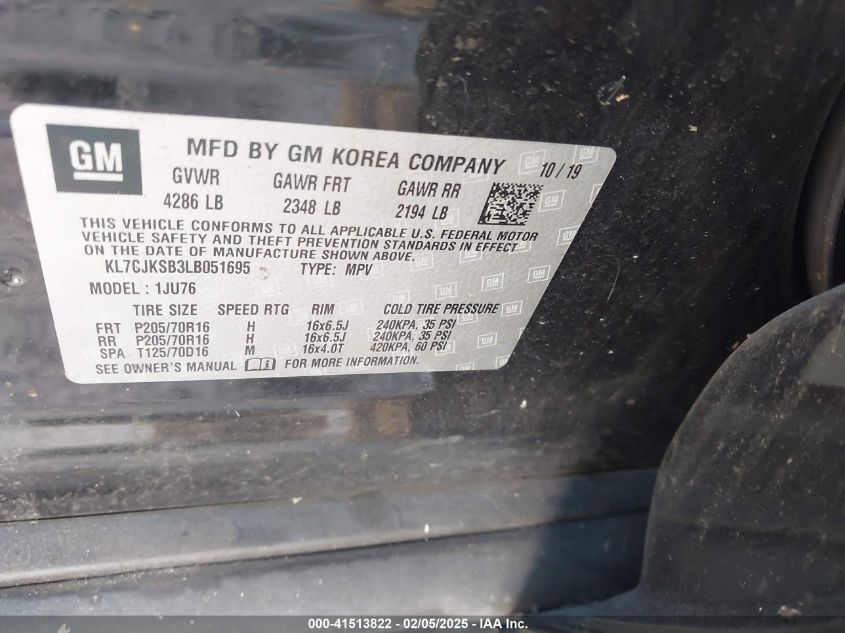 GM
MFD BY GM KOREA COMPANY 10 / 19
GVWR GAWR FRT GAWR RR
4286 LB 2348 LB 2194 LB
THIS VEHICLE CONFORMS TO ALL APPLICABLE U.S. FEDERAL MOTOR
VEHICLE SAFETY AND THEFT PREVENTION STANDARDS IN EFFECT
ON THE DATE OF MANUFACTURE SHOWN ABOVE.
KL7CJKSB3LB051695 TYPE: MPV
MODEL : 1JU76
TIRE SIZE SPEED RTG RIM COLD TIRE PRESSURE
FRT P205/70R16 H 16x6.5J 240KPA, 35 PSI
RR P205/70R16 H 16x6.5J 240KPA, 35 PSI
SPA T125/70D16 M 16x4.0T 420KPA, 60 PSI
SEE OWNER'S MANUAL FOR MORE INFORMATION.
000-41513822 — 02/05/2025 — IAA Inc.